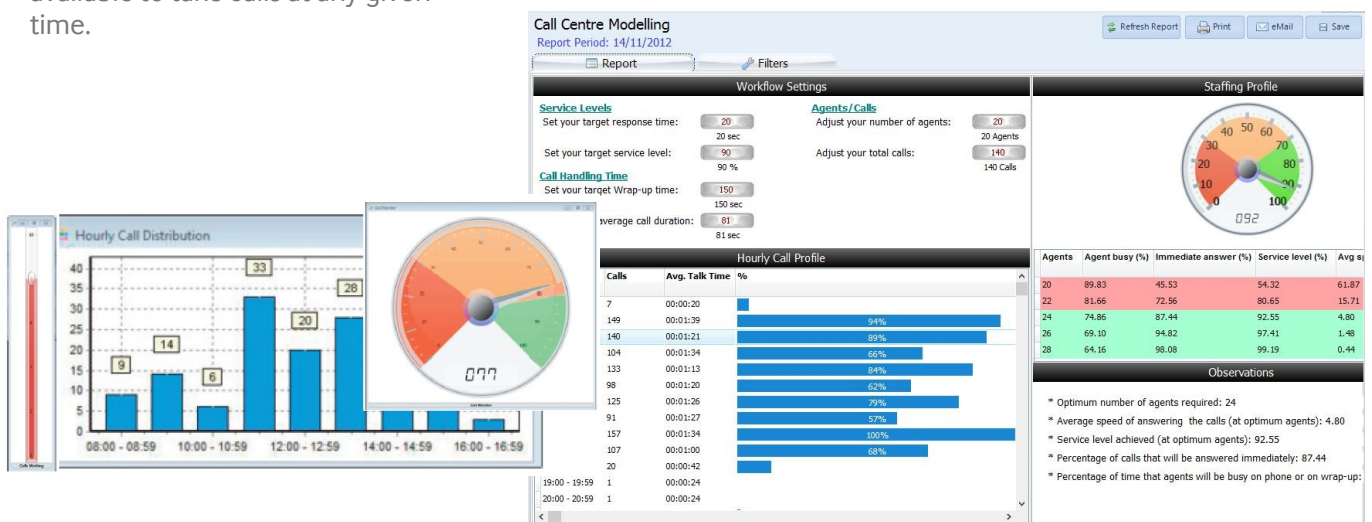 time.
Call Centre Modelling
Report Period: 14/11/2012
Refresh Report Print eMail Save
Report Filters
Workflow Settings
Service Levels
Set your target response time: 20
20 sec
Set your target service level: 90
90 %
Call Handling Time
Set your target Wrap-up time: 150
150 sec
average call duration: 81
81 sec
Agents/Calls
Adjust your number of agents: 20
20 Agents
Adjust your total calls: 140
140 Calls
Staffing Profile
0 10 20 30 40 50 60 70 80 90 100
092
Hourly Call Distribution
40
35
30
25
20
15
10
5
0
9 14 6 33 20 28
08:00 - 08:59 10:00 - 10:59 12:00 - 12:59 14:00 - 14:59 16:00 - 16:59
Calls Waiting
077
Hourly Call Profile
Calls Avg. Talk Time %
7 00:00:20
149 00:01:39 94%
140 00:01:21 89%
104 00:01:34 66%
133 00:01:13 84%
98 00:01:20 62%
125 00:01:26 79%
91 00:01:27 57%
157 00:01:34 100%
107 00:01:00 68%
20 00:00:42
19:00 - 19:59 1 00:00:24
20:00 - 20:59 1 00:00:24
Agents Agent busy (%) Immediate answer (%) Service level (%) Avg
20 89.83 45.53 54.32 61.87
22 81.66 72.56 80.65 15.71
24 74.86 87.44 92.55 4.80
26 69.10 94.82 97.41 1.48
28 64.16 98.08 99.19 0.44
Observations
* Optimum number of agents required: 24
* Average speed of answering the calls (at optimum agents): 4.80
* Service level achieved (at optimum agents): 92.55
* Percentage of calls that will be answered immediately: 87.44
* Percentage of time that agents will be busy on phone or on wrap-up: